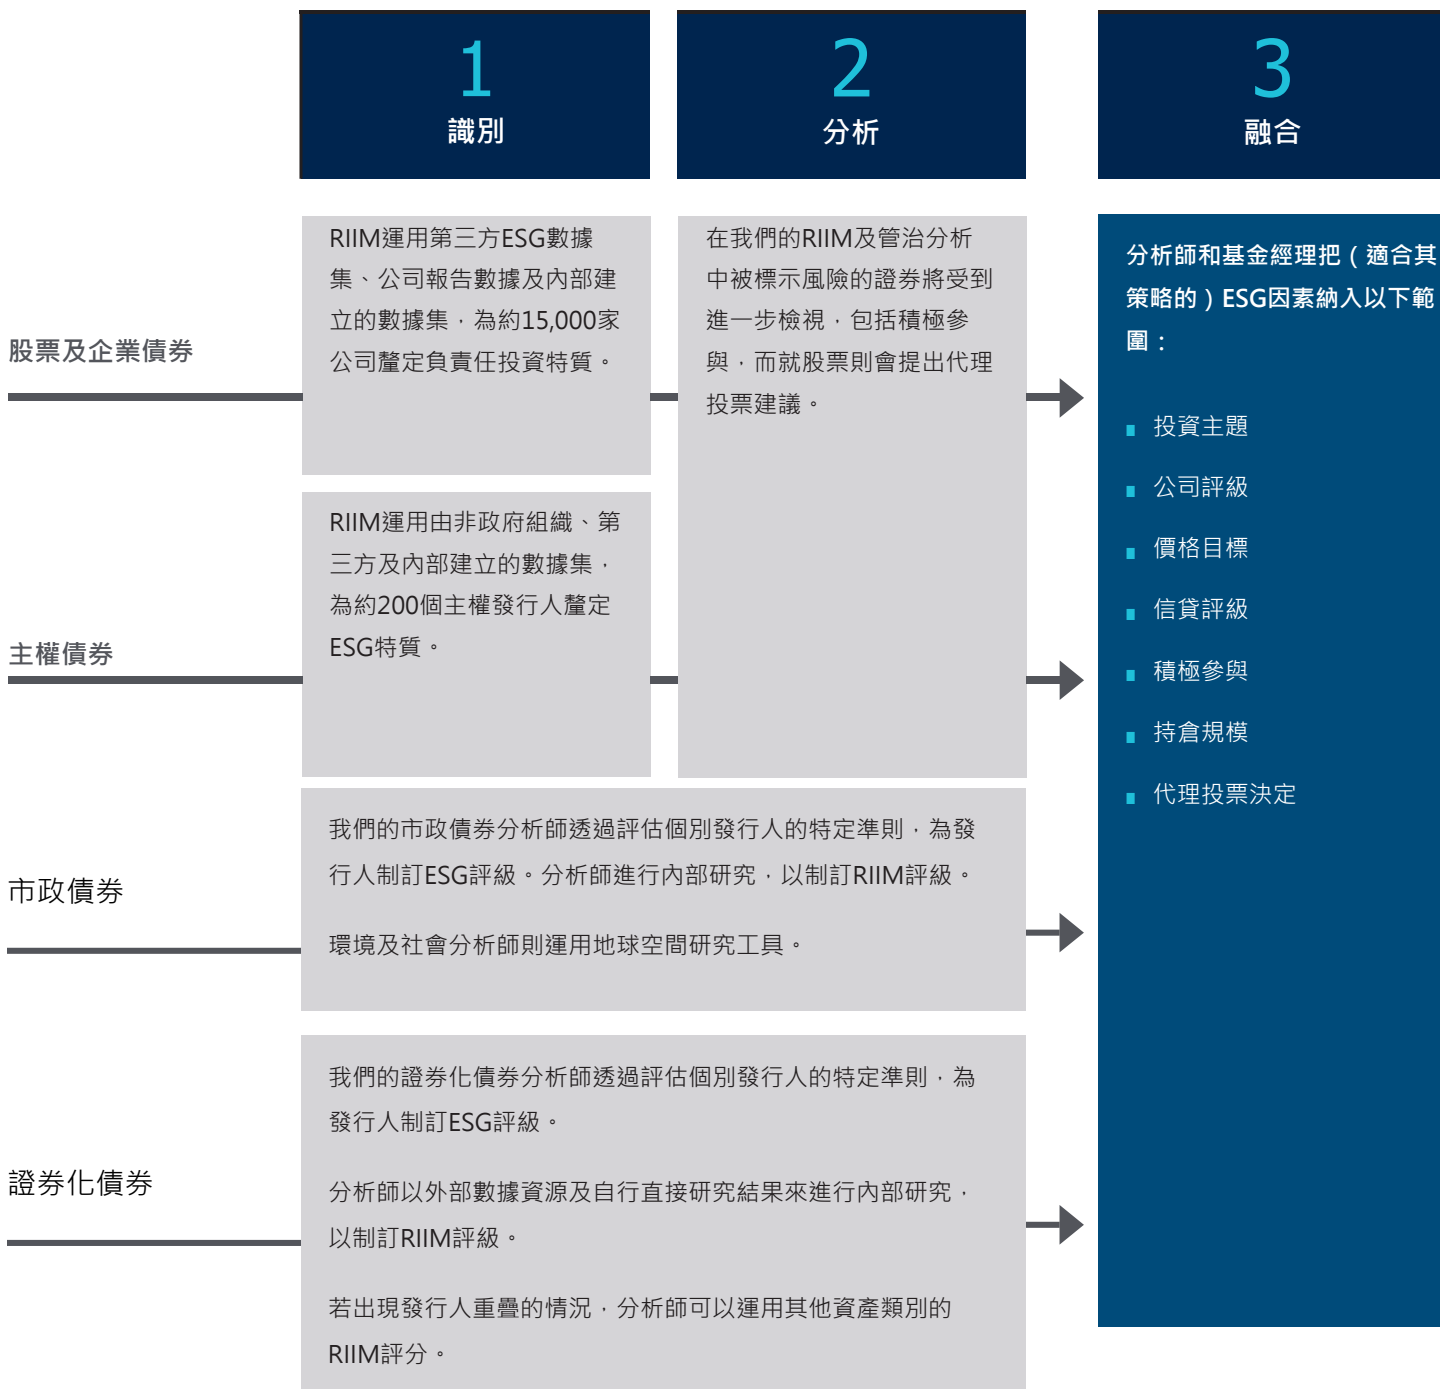 1
識別
2
分析
3
融合
股票及企業債券
RIIM運用第三方ESG數據
集、公司報告數據及內部建
立的數據集，為約15,000家
公司釐定負責任投資特質。
在我們的RIIM及管治分析
中被標示風險的證券將受到
進一步檢視，包括積極參
與，而就股票則會提出代理
投票建議。
主權債券
RIIM運用由非政府組織、第
三方及內部建立的數據集，
為約200個主權發行人釐定
ESG特質。
市政債券
我們的市政債券分析師透過評估個別發行人的特定準則，為發
行人制訂ESG評級。分析師進行內部研究，以制訂RIIM評級。
環境及社會分析師則運用地球空間研究工具。
證券化債券
我們的證券化債券分析師透過評估個別發行人的特定準則，為
發行人制訂ESG評級。
分析師以外部數據資源及自行直接研究結果來進行內部研究，
以制訂RIIM評級。
若出現發行人重疊的情況，分析師可以運用其他資產類別的
RIIM評分。
分析師和基金經理把（適合其
策略的）ESG因素納入以下範
圍：
投資主題
公司評級
價格目標
信貸評級
積極參與
持倉規模
代理投票決定